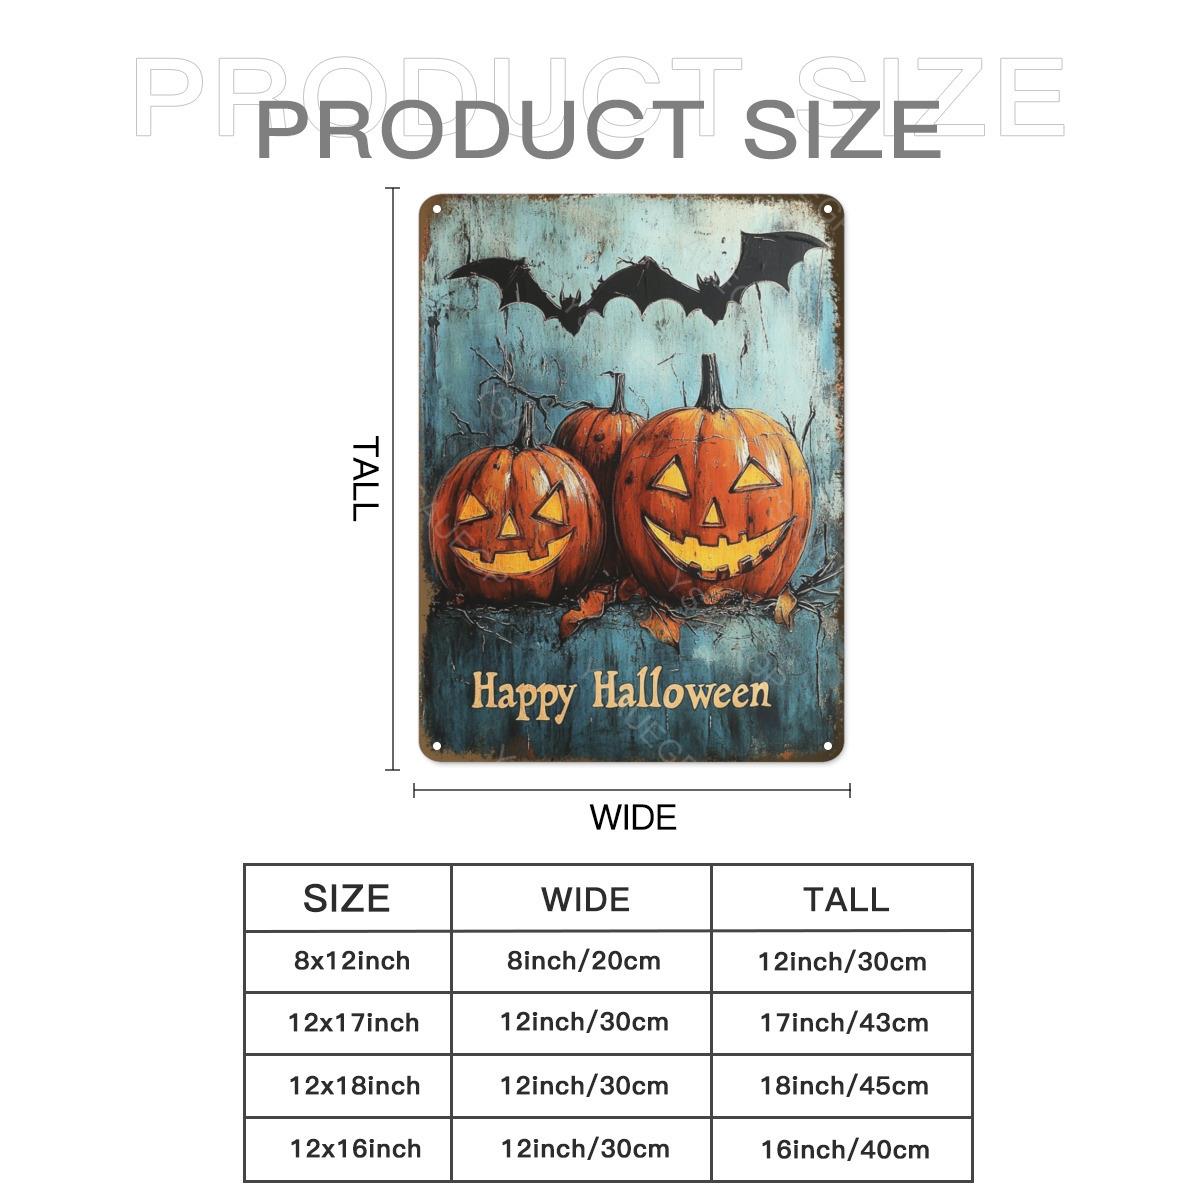 PRODUCT SIZE
PRODUCT SIZE
TALL
Happy Halloween
WIDE
SIZE WIDE TALL
8x12inch 8inch/20cm 12inch/30cm
12x17inch 12inch/30cm 17inch/43cm
12x18inch 12inch/30cm 18inch/45cm
12x16inch 12inch/30cm 16inch/40cm